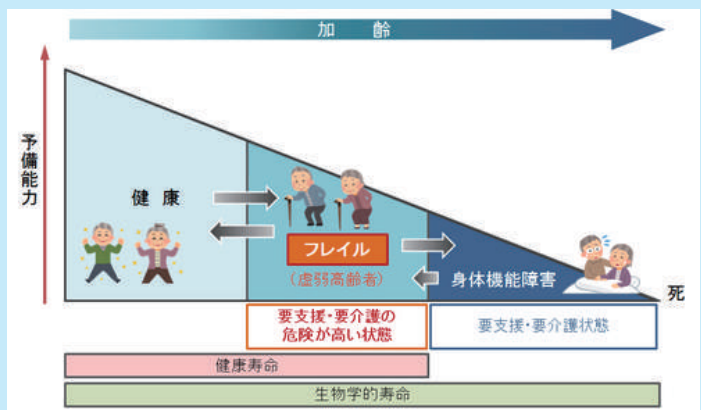 加 齢
予備能力
健 康
フレイル
(虚弱高齢者)
身体機能障害
死
要支援・要介護の
危険が高い状態
要支援・要介護状態
健康寿命
生物学的寿命